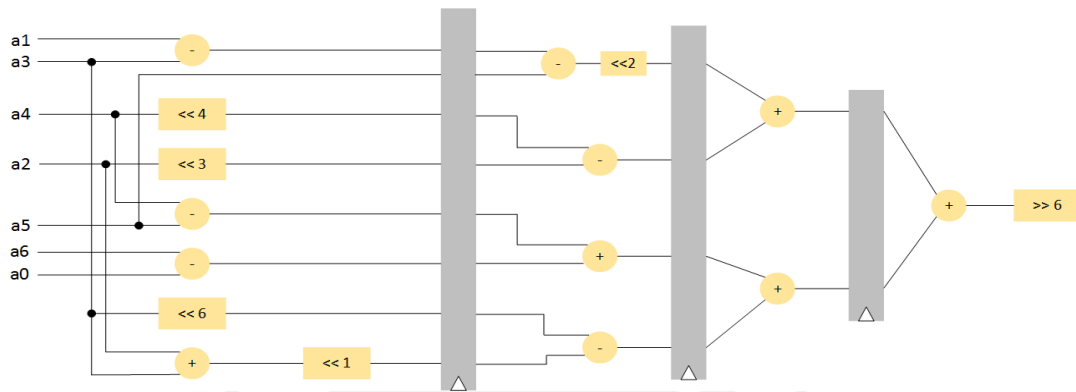 a1
-
a3
-
<<2
a4
<< 4
+
a2
<< 3
-
-
a5
+
>> 6
a6
-
+
a0
+
<< 6
-
+
<< 1